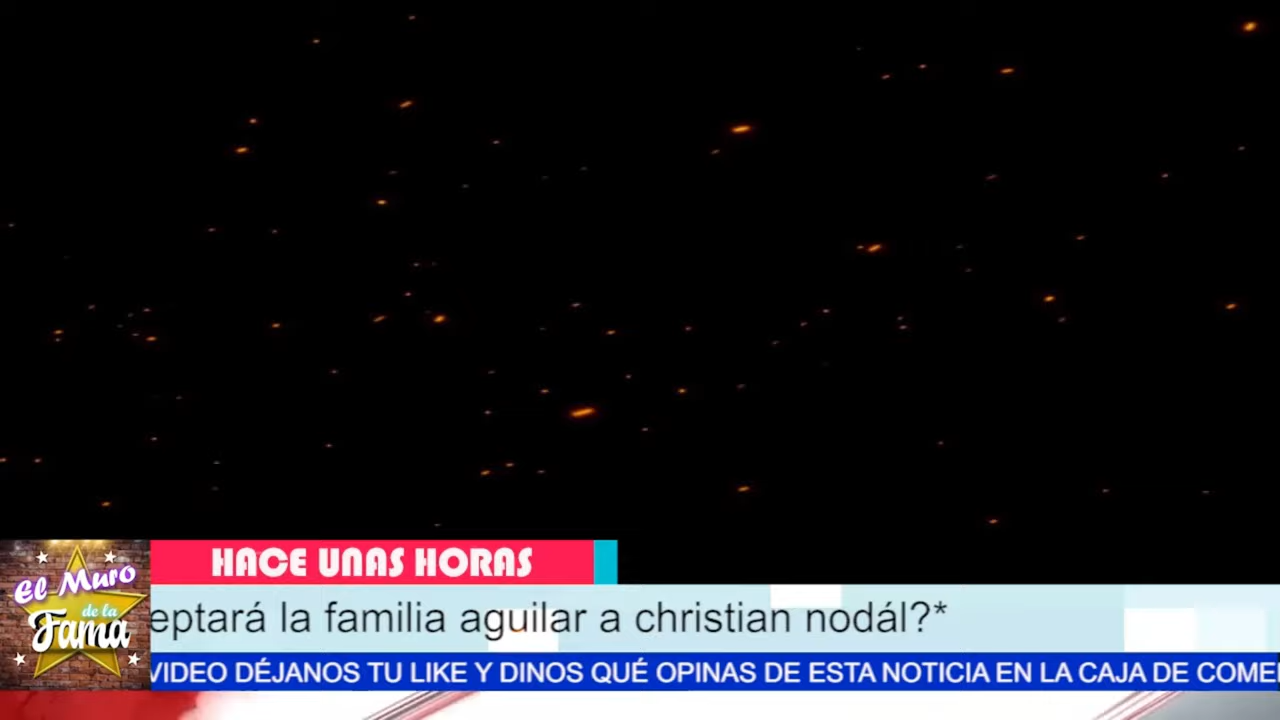 HACE UNAS HORAS
El Muro
de la
Fama
eptará la familia aguilar a christian nodál?*
VIDEO DÉJANOS TU LIKE Y DINOS QUÉ OPINAS DE ESTA NOTICIA EN LA CAJA DE COME